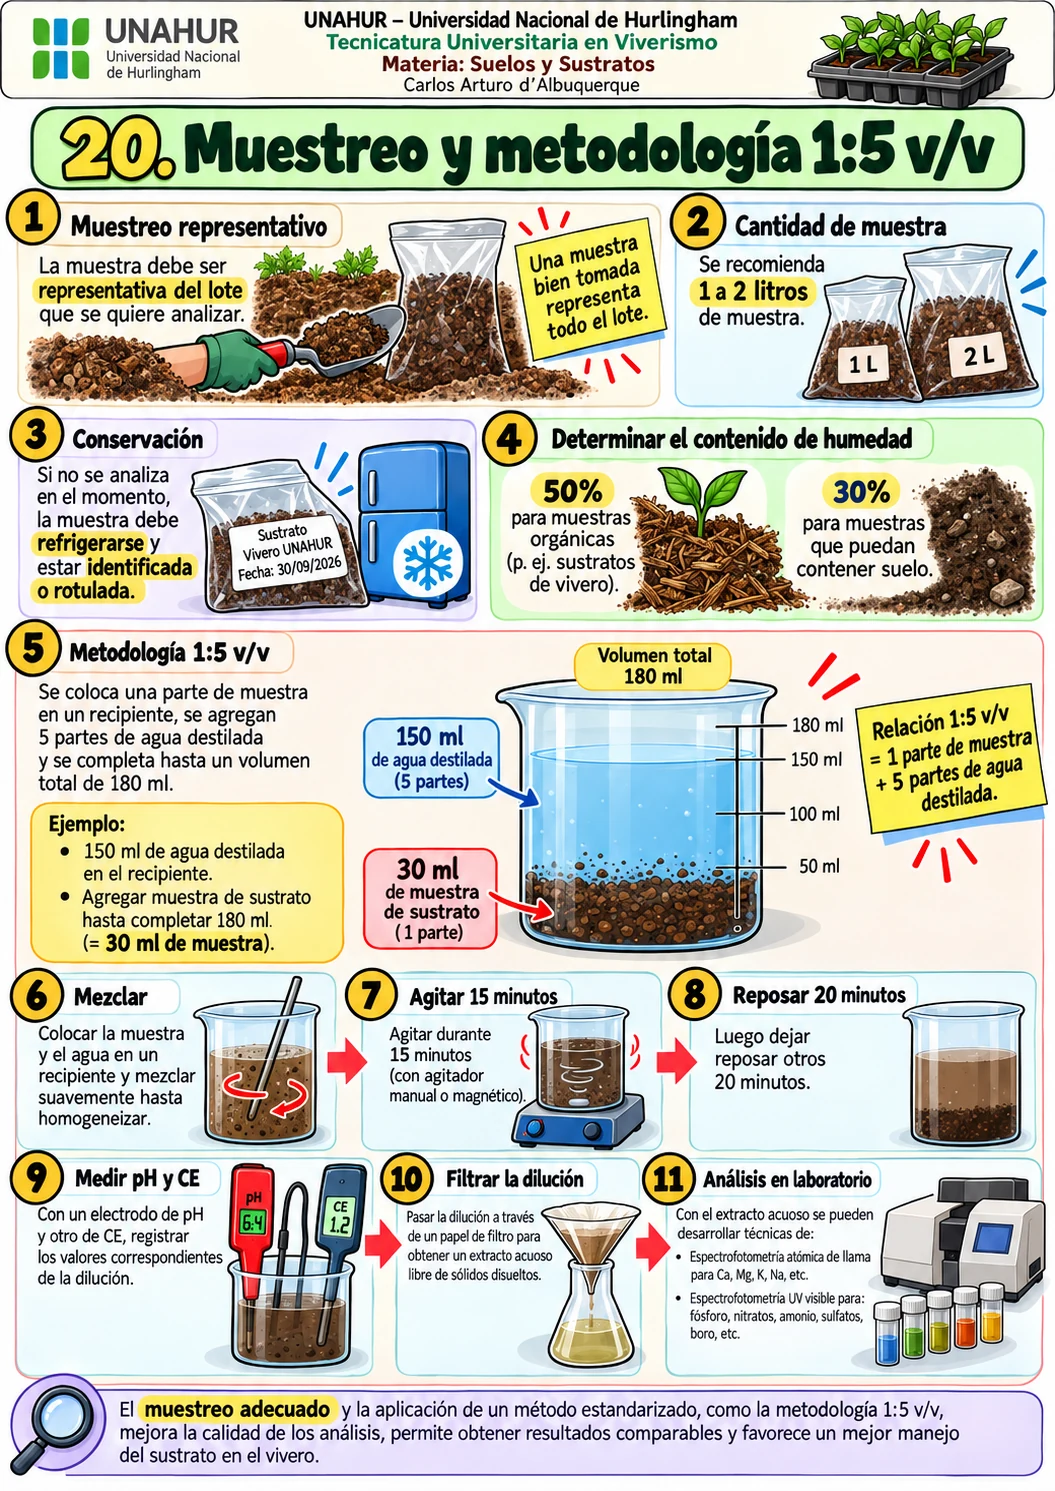 UNAHUR
Universidad Nacional
de Hurlingham
UNAHUR – Universidad Nacional de Hurlingham
Tecnicatura Universitaria en Viverismo
Materia: Suelos y Sustratos
Carlos Arturo d'Albuquerque
20. Muestreo y metodología 1:5 v/v
1 Muestreo representativo
La muestra debe ser
representativa del lote
que se quiere analizar.
Una muestra
bien tomada
representa
todo el lote.
2 Cantidad de muestra
Se recomienda
1 a 2 litros
de muestra.
1 L
2 L
3 Conservación
Si no se analiza
en el momento,
la muestra debe
refrigerarse y
estar identificada
o rotulada.
Sustrato
Vivero UNAHUR
Fecha: 30/09/2026
4 Determinar el contenido de humedad
50%
para muestras
orgánicas
(p. ej. sustratos
de vivero).
30%
para muestras
que puedan
contener suelo.
5 Metodología 1:5 v/v
Se coloca una parte de muestra
en un recipiente, se agregan
5 partes de agua destilada
y se completa hasta un volumen
total de 180 ml.
Ejemplo:
• 150 ml de agua destilada
en el recipiente.
• Agregar muestra de sustrato
hasta completar 180 ml.
(= 30 ml de muestra).
Volumen total
180 ml
150 ml
de agua destilada
(5 partes)
30 ml
de muestra
de sustrato
(1 parte)
180 ml
150 ml
100 ml
50 ml
Relación 1:5 v/v
= 1 parte de muestra
+ 5 partes de agua
destilada.
6 Mezclar
Colocar la muestra
y el agua en un
recipiente y mezclar
suavemente hasta
homogeneizar.
7 Agitar 15 minutos
Agitar durante
15 minutos
(con agitador
manual o magnético).
8 Reposar 20 minutos
Luego dejar
reposar otros
20 minutos.
9 Medir pH y CE
Con un electrodo de pH
y otro de CE, registrar
los valores correspondientes
de la dilución.
pH
6:4
CE
1.2
10 Filtrar la dilución
Pasar la dilución a través
de un papel de filtro para
obtener un extracto acuoso
libre de sólidos disueltos.
11 Análisis en laboratorio
Con el extracto acuoso se pueden
desarrollar técnicas de:
• Espectrofotometría atómica de llama
para Ca, Mg, K, Na, etc.
• Espectrofotometría UV visible para:
fósforo, nitratos, amonio, sulfatos,
boro, etc.
El muestreo adecuado y la aplicación de un método estandarizado, como la metodología 1:5 v/v,
mejora la calidad de los análisis, permite obtener resultados comparables y favorece un mejor manejo
del sustrato en el vivero.